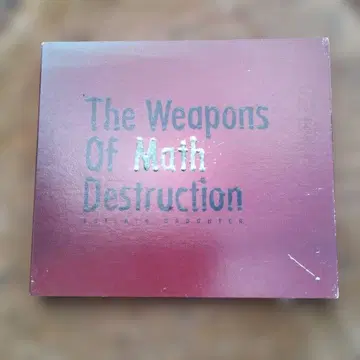 The Weapons
Of Math
Destruction